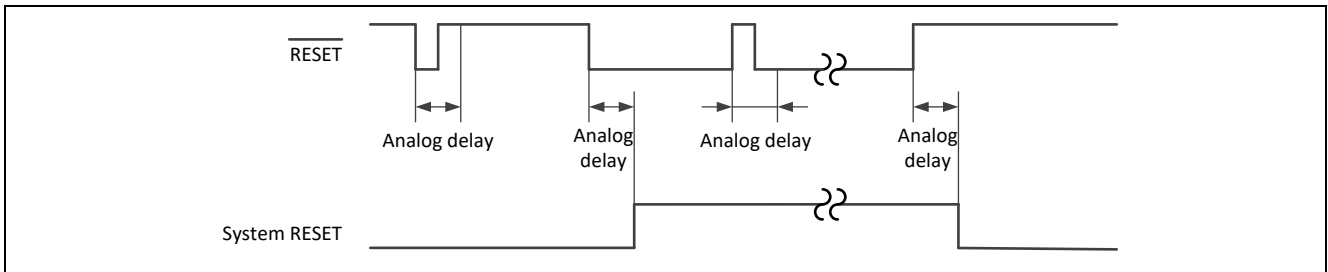 RESET
Analog delay
Analog
delay
Analog delay
Analog
delay
System RESET